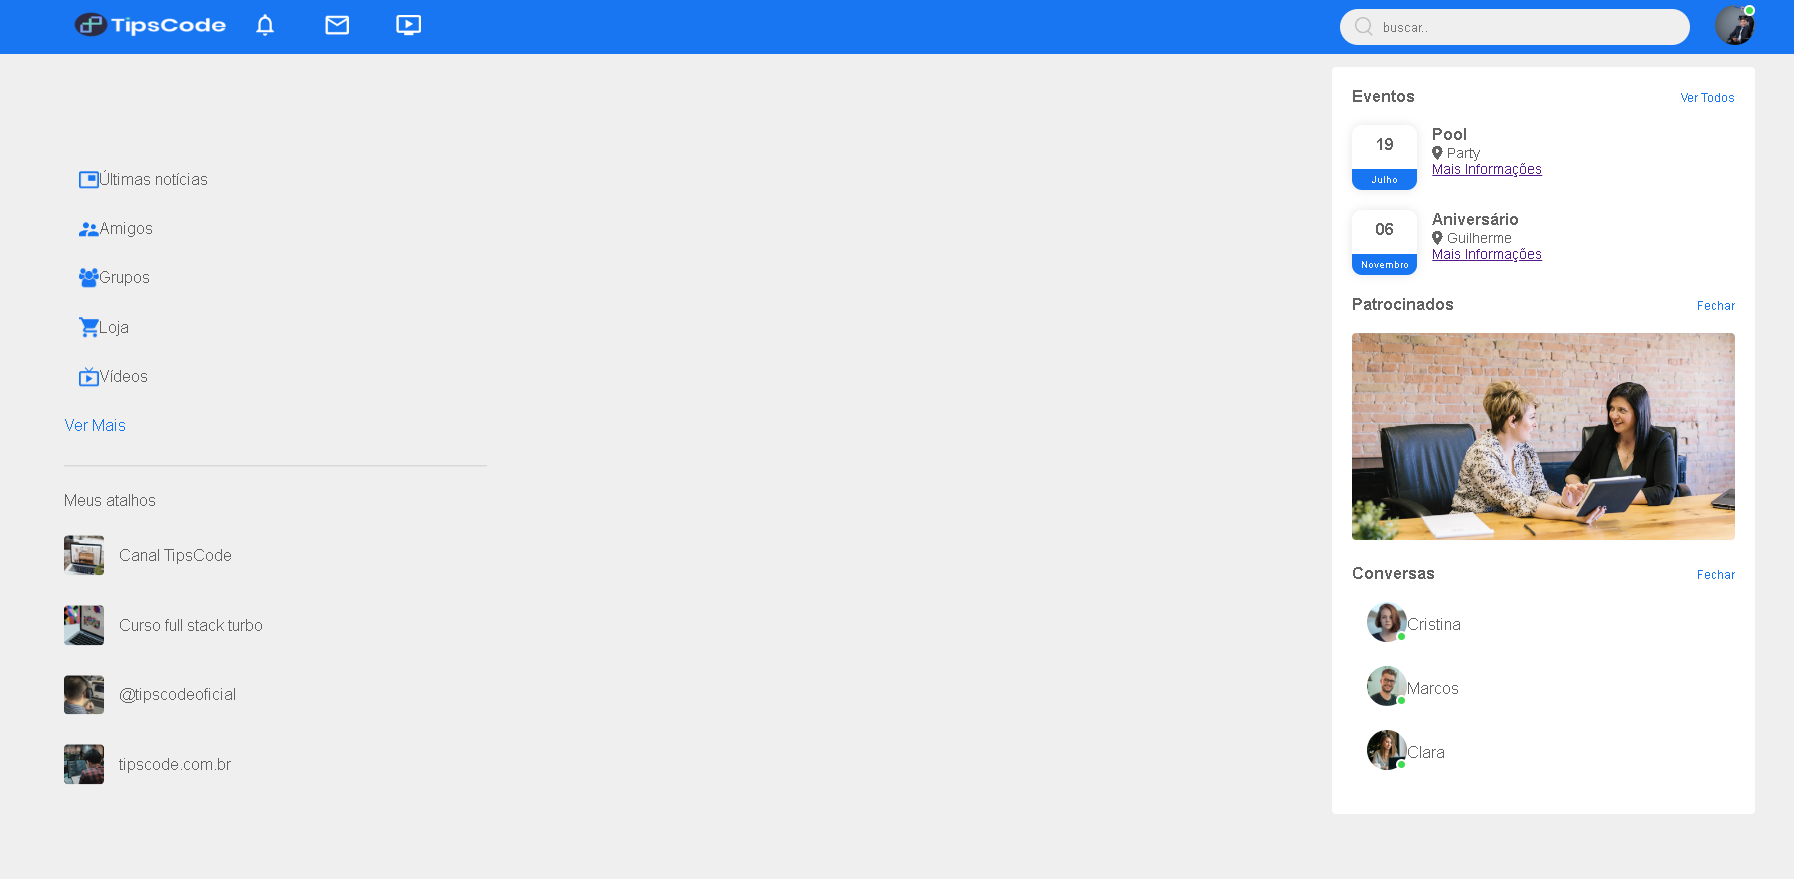 TipsCode
buscar..
Últimas notícias
Amigos
Grupos
Loja
Vídeos
Ver Mais
Meus atalhos
Canal TipsCode
Curso full stack turbo
@tipscodeoficial
tipscode.com.br
Eventos
Ver Todos
19
Julho
Pool
Party
Mais Informações
06
Novembro
Aniversário
Guilherme
Mais Informações
Patrocinados
Fechar
Conversas
Fechar
Cristina
Marcos
Clara